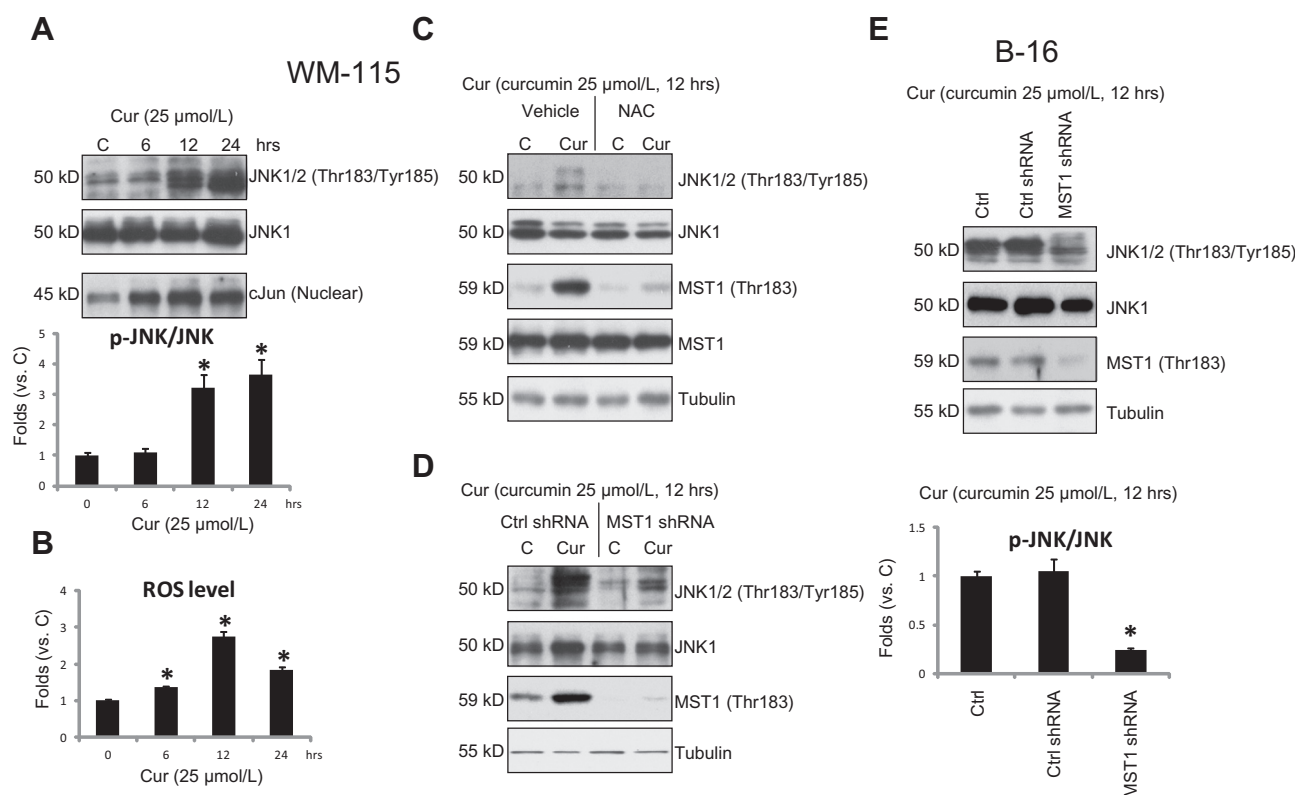 A
WM-115
Cur (25 µmol/L)
C 6 12 24 hrs
50 kD JNK1/2 (Thr183/Tyr185)
50 kD JNK1
45 kD cJun (Nuclear)
p-JNK/JNK
Folds (vs. C)
5
4
3
2
1
0
* *
0 6 12 24 hrs
Cur (25 µmol/L)
B
ROS level
Folds (vs. C)
4
3
2
1
0
* * *
0 6 12 24 hrs
Cur (25 µmol/L)
C
Cur (curcumin 25 µmol/L, 12 hrs)
Vehicle NAC
C Cur C Cur
50 kD JNK1/2 (Thr183/Tyr185)
50 kD JNK1
59 kD MST1 (Thr183)
59 kD MST1
55 kD Tubulin
D
Cur (curcumin 25 µmol/L, 12 hrs)
Ctrl shRNA MST1 shRNA
C Cur C Cur
50 kD JNK1/2 (Thr183/Tyr185)
50 kD JNK1
59 kD MST1 (Thr183)
55 kD Tubulin
E
B-16
Cur (curcumin 25 µmol/L, 12 hrs)
Ctrl
Ctrl shRNA
MST1 shRNA
50 kD JNK1/2 (Thr183/Tyr185)
50 kD JNK1
59 kD MST1 (Thr183)
55 kD Tubulin
Cur (curcumin 25 µmol/L, 12 hrs)
p-JNK/JNK
Folds (vs. C)
1.5
1
0.5
0
*
Ctrl
Ctrl shRNA
MST1 shRNA